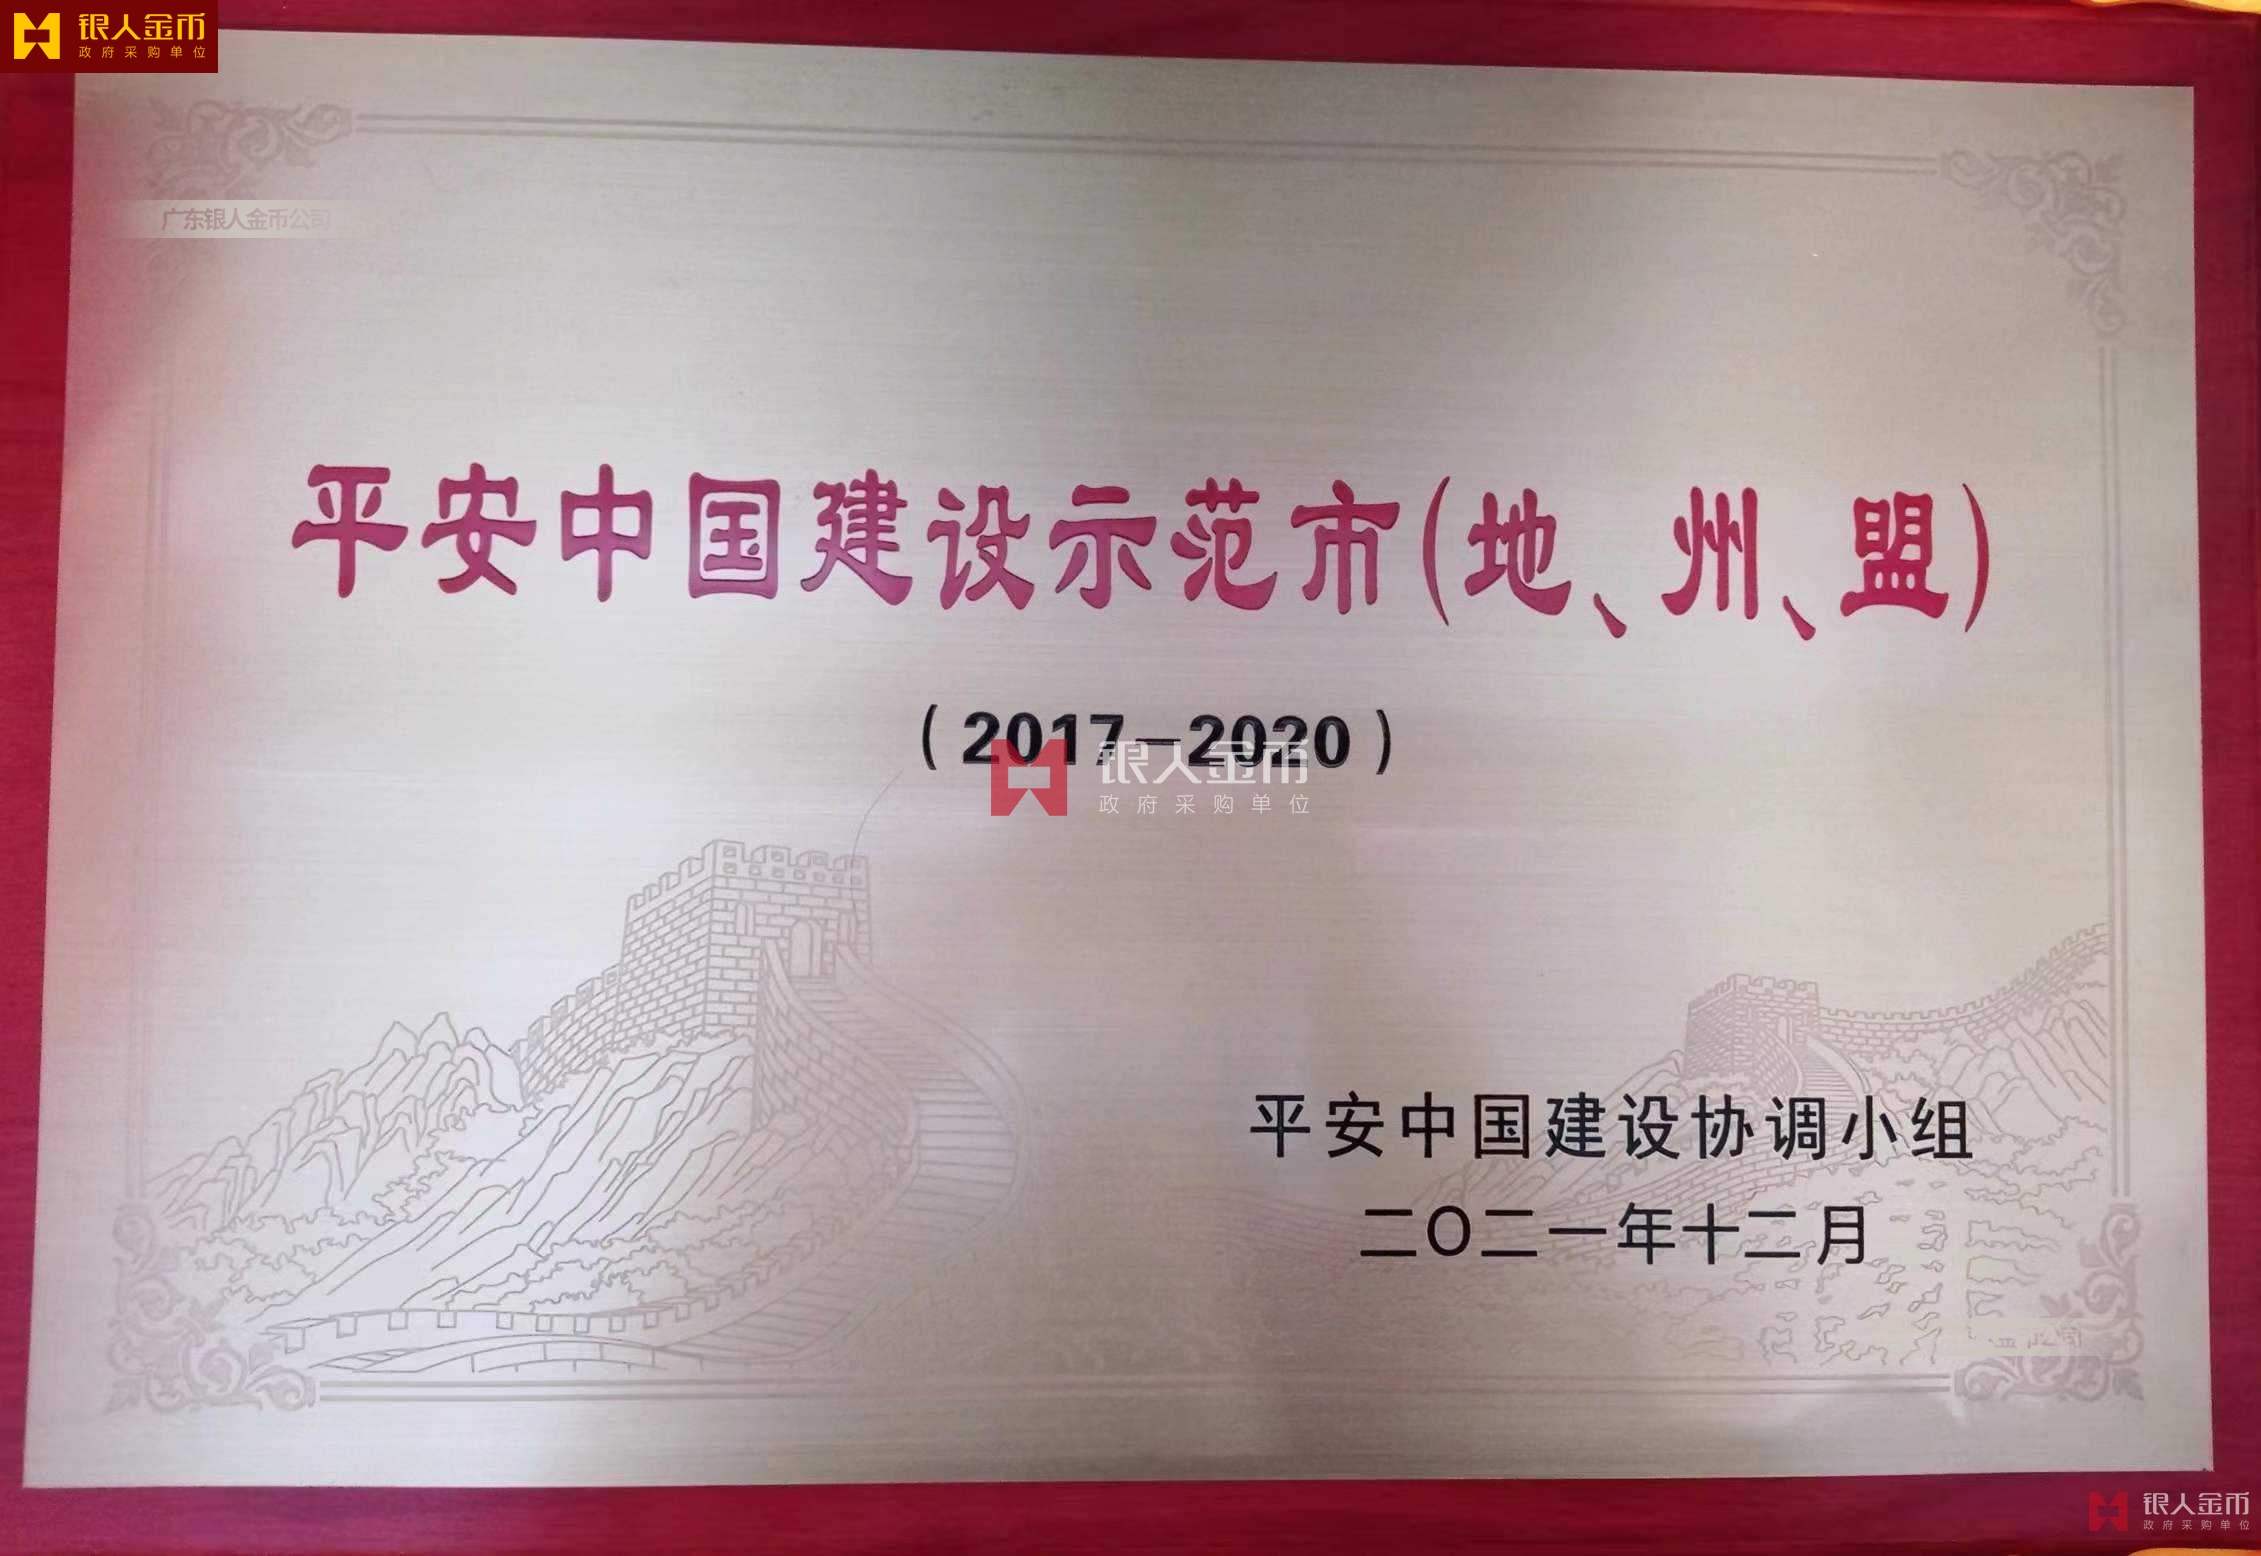 银人金币
政府采购单位
广东银人金币公司
平安中国建设示范市(地、州、盟)
(2017-2020)
银人金币
政府采购单位
平安中国建设协调小组
二〇二一年十二月
银人金币
政府采购单位